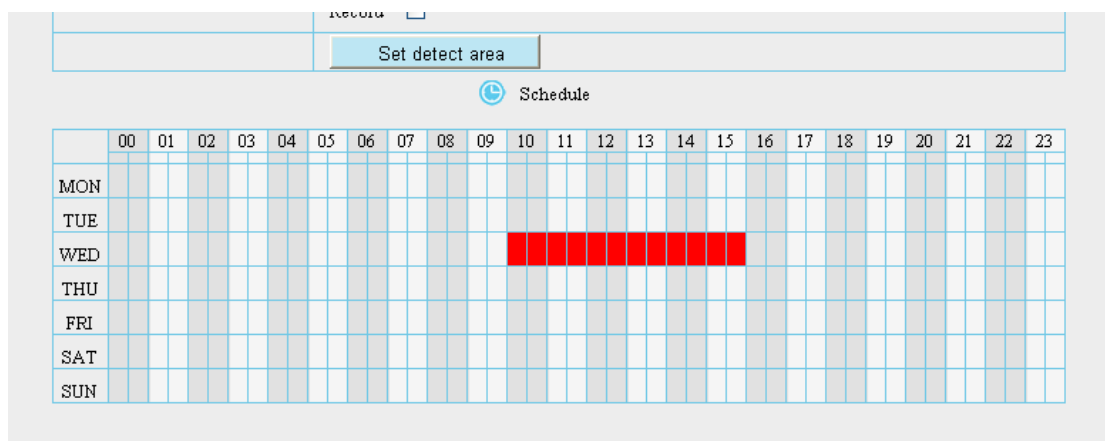 Record
Set detect area
Schedule
00 01 02 03 04 05 06 07 08 09 10 11 12 13 14 15 16 17 18 19 20 21 22 23
MON
TUE
WED
THU
FRI
SAT
SUN